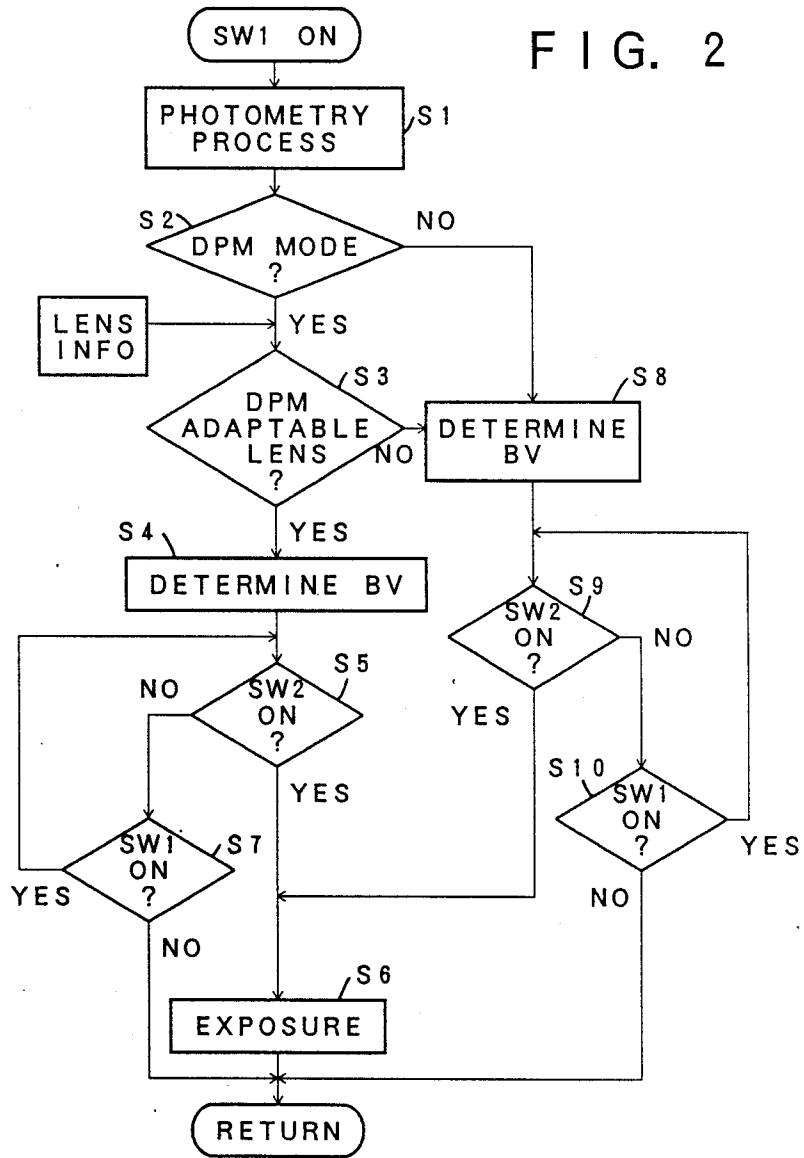 SW1 ON
FIG. 2
PHOTOMETRY
PROCESS
S1
S2
DPM MODE
?
NO
LENS
INFO
YES
S3
DPM
ADAPTABLE
LENS
?
NO
S8
DETERMINE
BV
YES
S4
DETERMINE BV
S9
SW2
ON
?
NO
YES
S5
NO
SW2
ON
?
YES
S10
SW1
ON
?
YES
NO
SW1
ON
?
S7
YES
NO
S6
EXPOSURE
RETURN